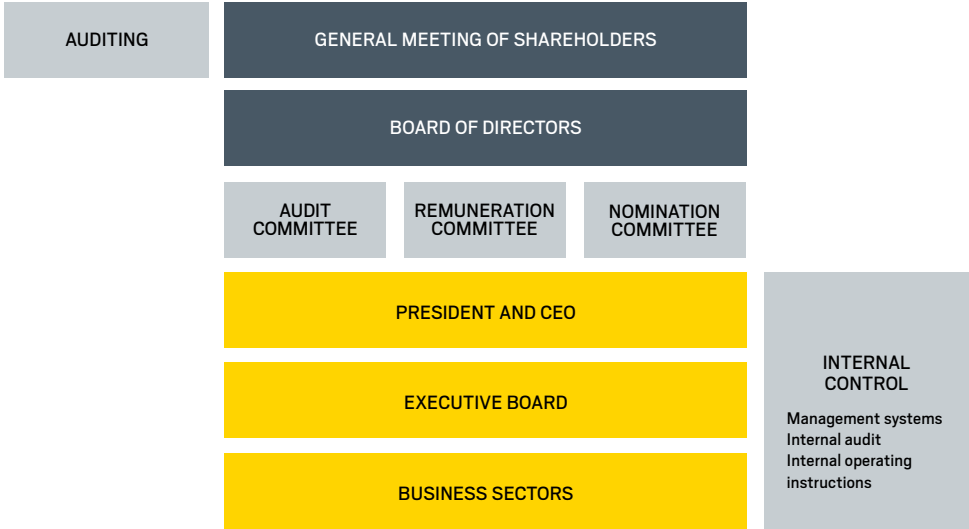 AUDITING
GENERAL MEETING OF SHAREHOLDERS
BOARD OF DIRECTORS
AUDIT
COMMITTEE
REMUNERATION
COMMITTEE
NOMINATION
COMMITTEE
PRESIDENT AND CEO
EXECUTIVE BOARD
BUSINESS SECTORS
INTERNAL
CONTROL
Management systems
Internal audit
Internal operating
instructions